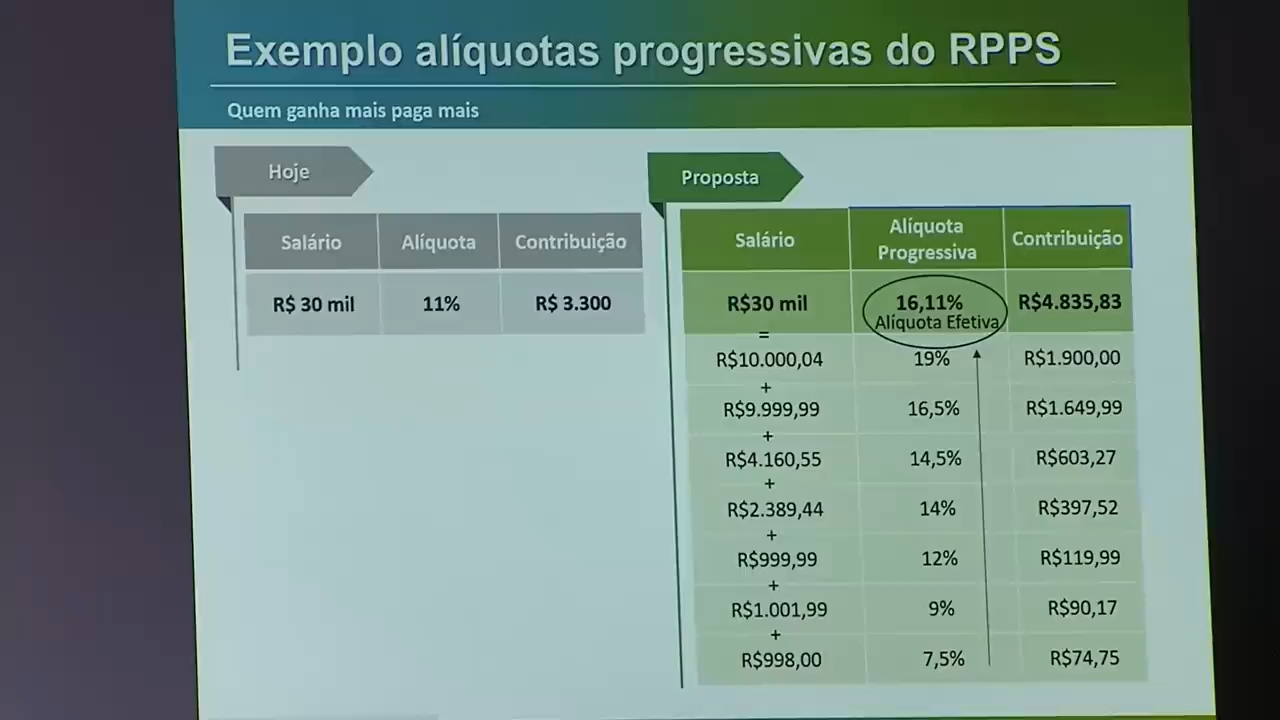 Exemplo alíquotas progressivas do RPPS
Quem ganha mais paga mais
Hoje
Salário Alíquota Contribuição
R$ 30 mil 11% R$ 3.300
Proposta
Salário Alíquota Progressiva Contribuição
R$30 mil 16,11% R$4.835,83
Alíquota Efetiva
=
R$10.000,04 19% R$1.900,00
+
R$9.999,99 16,5% R$1.649,99
+
R$4.160,55 14,5% R$603,27
+
R$2.389,44 14% R$397,52
+
R$999,99 12% R$119,99
+
R$1.001,99 9% R$90,17
+
R$998,00 7,5% R$74,75